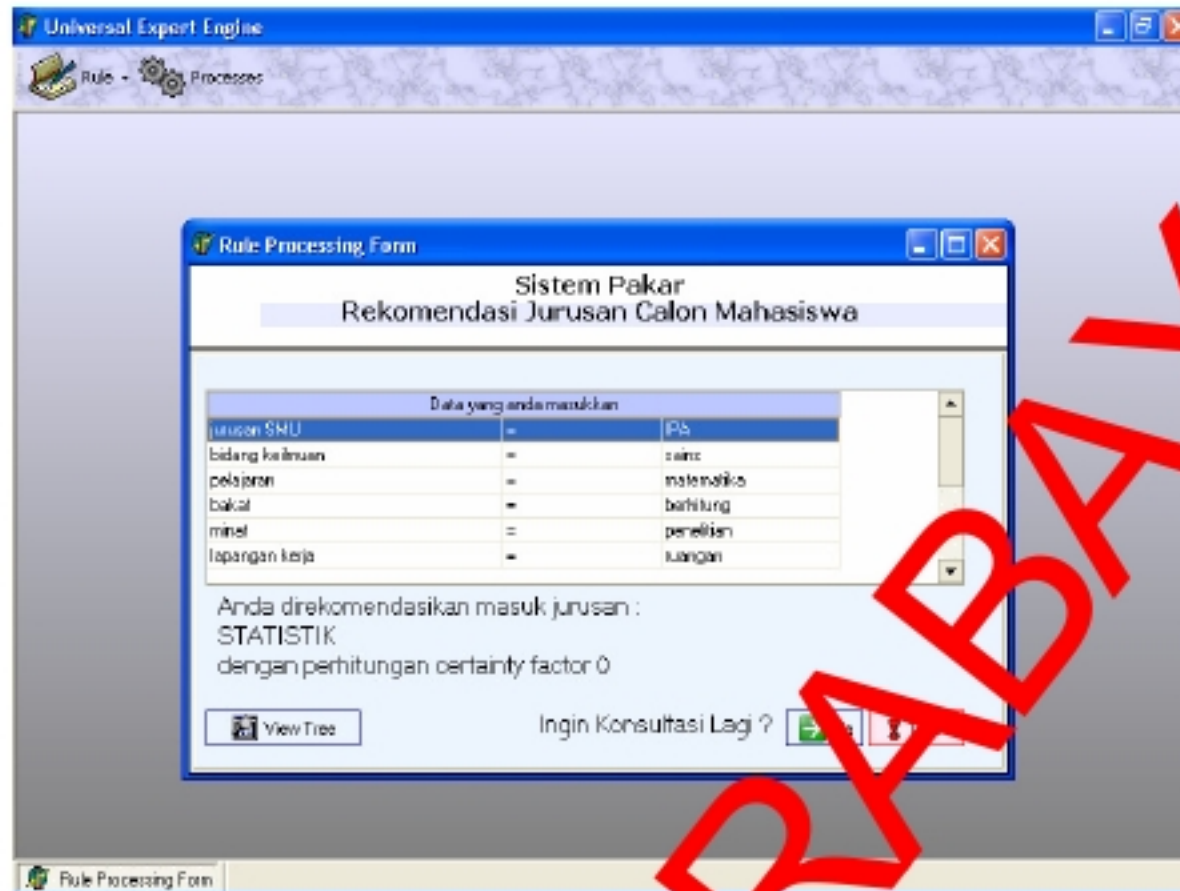 Universal Expert Engine
Rule Processes
Rule Processing Form
Sistem Pakar
Rekomendasi Jurusan Calon Mahasiswa
Data yang anda masukkan
jurusan SMU = IPA
bidang keilmuan = sains
pelajaran = matematika
bakat = berhitung
minat = penelitian
lapangan kerja = ruangan
Anda direkomendasikan masuk jurusan :
STATISTIK
dengan perhitungan certainty factor 0
View Tree Ingin Konsultasi Lagi ?
Rule Processing Form
RABAY